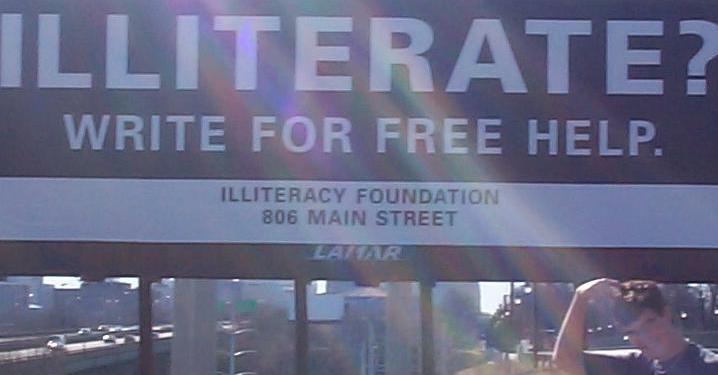 ILLITERATE?
WRITE FOR FREE HELP.
ILLITERACY FOUNDATION
806 MAIN STREET
LAMAR